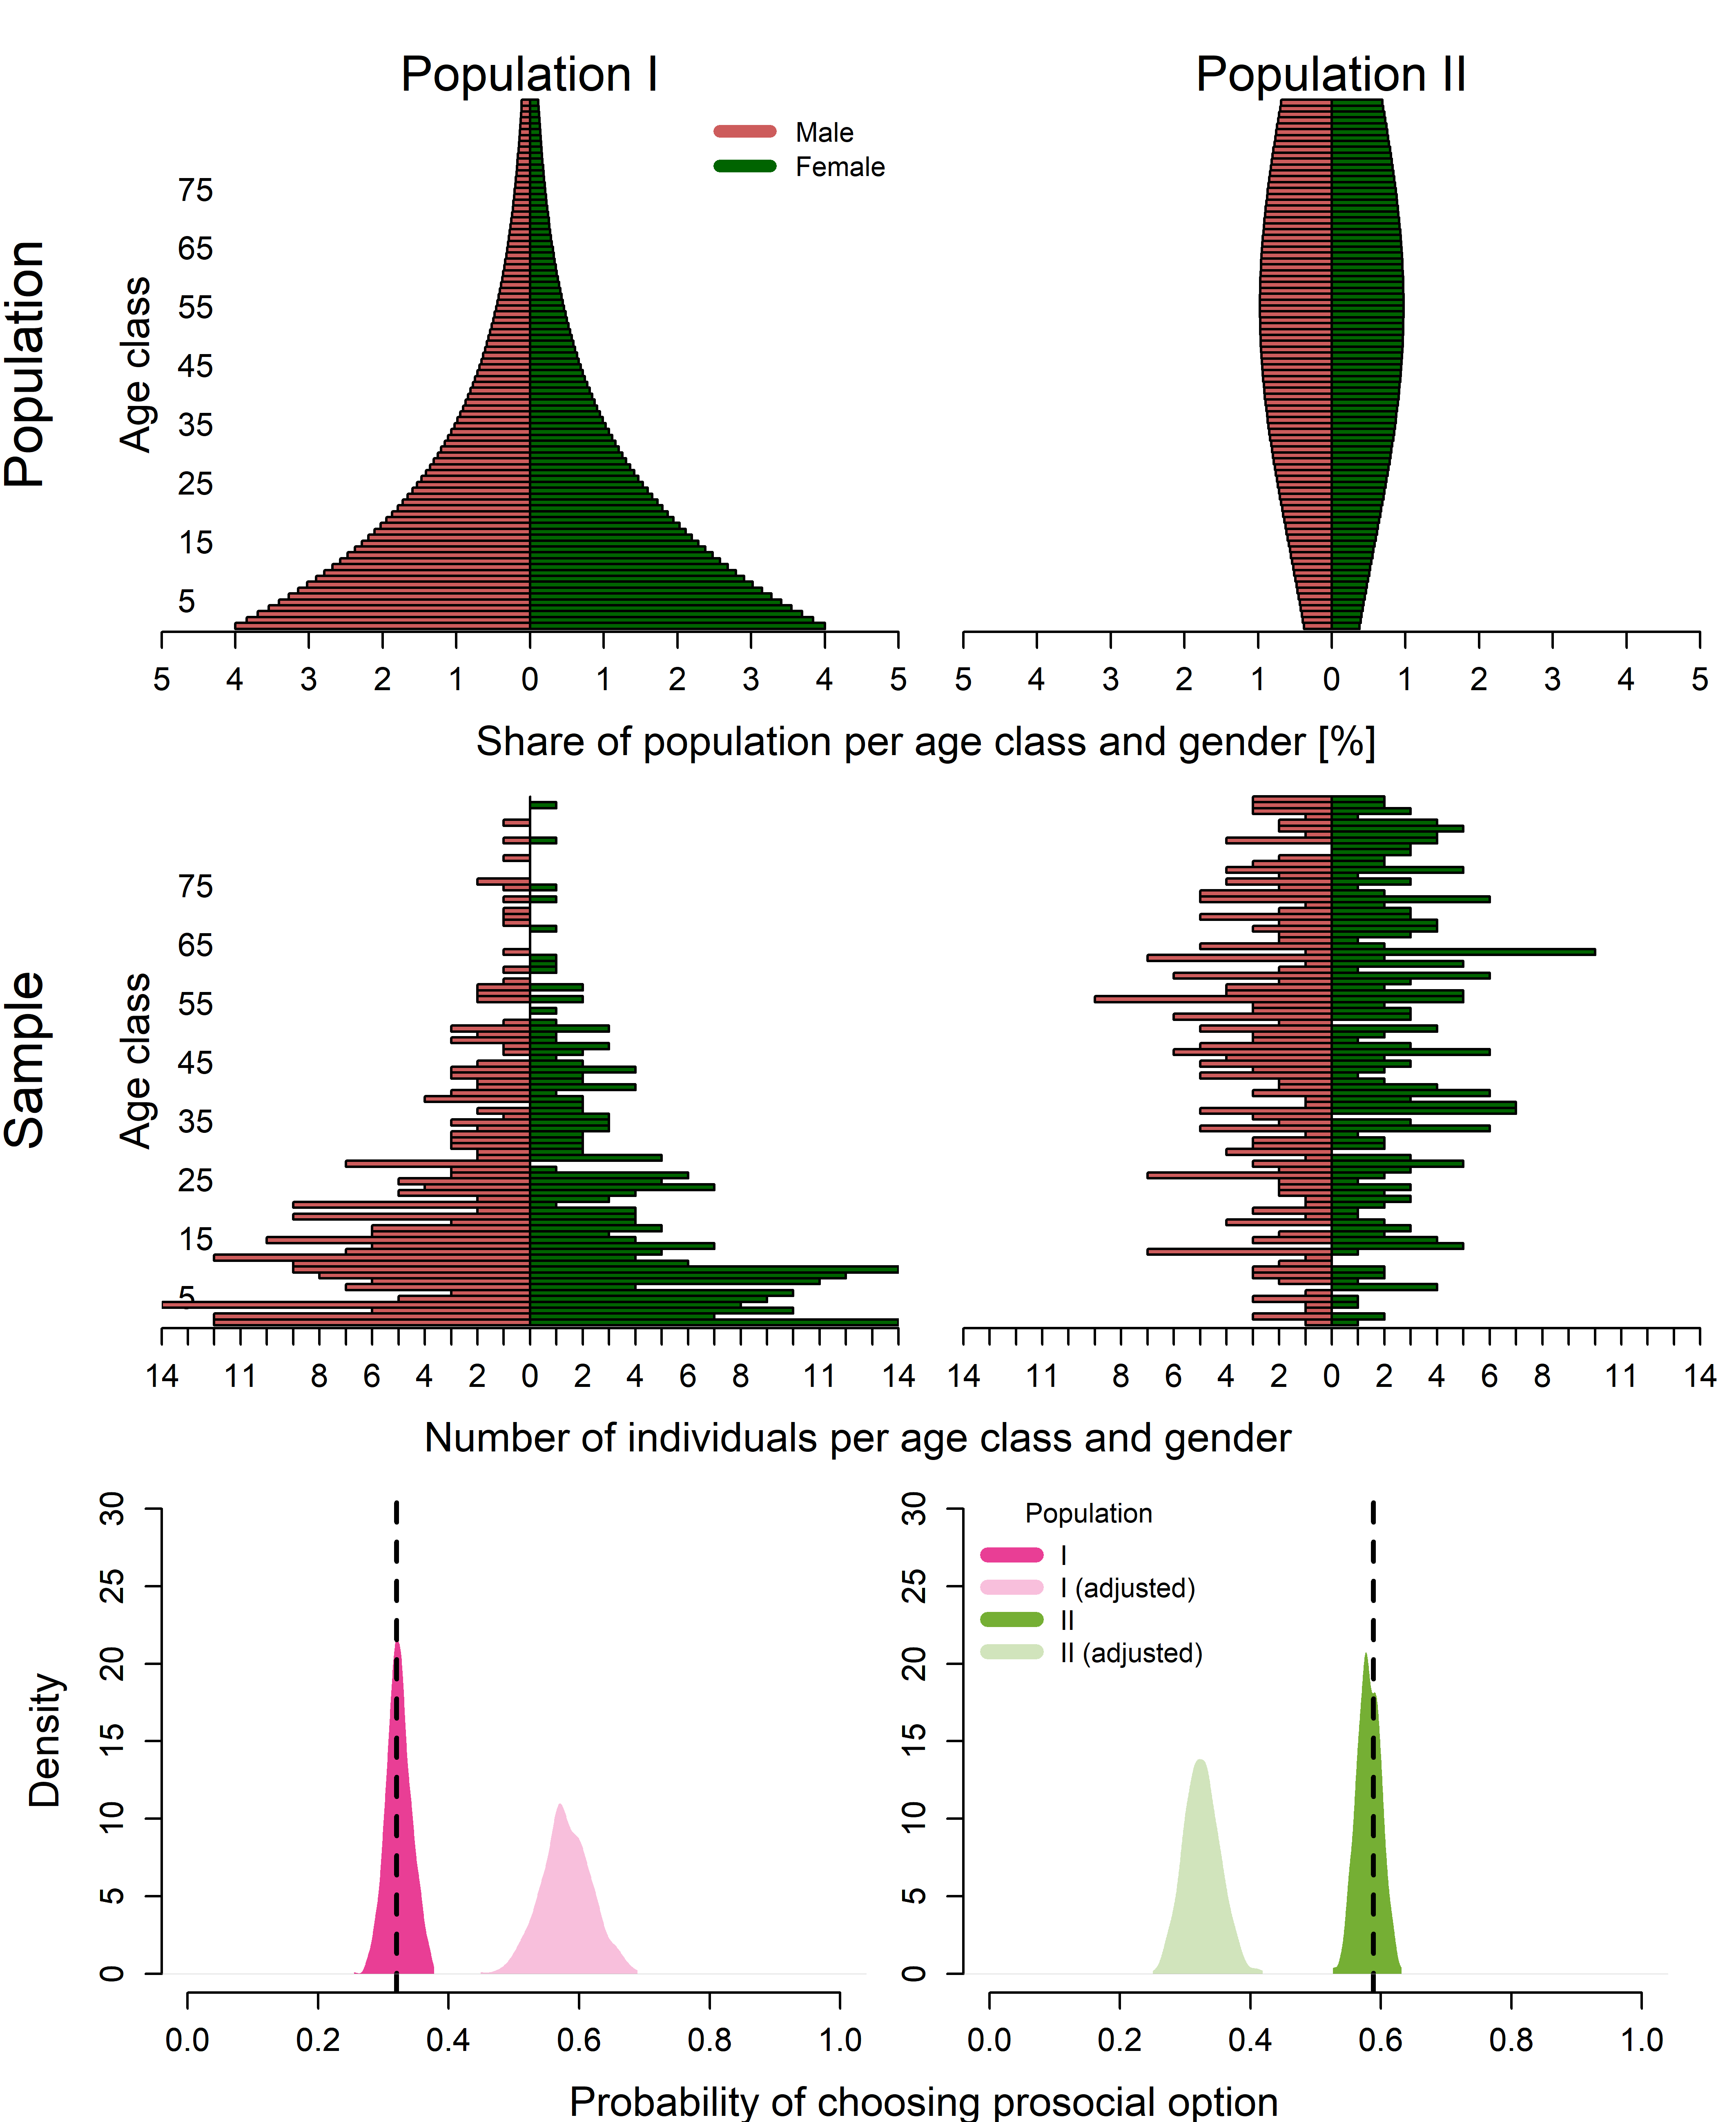 Population I
Population II
Male
Female
Population
Age class
75
65
55
45
35
25
15
5
5 4 3 2 1 0 1 2 3 4 5
5 4 3 2 1 0 1 2 3 4 5
Share of population per age class and gender [%]
Sample
Age class
75
65
55
45
35
25
15
5
14 11 8 6 4 2 0 2 4 6 8 11 14
14 11 8 6 4 2 0 2 4 6 8 11 14
Number of individuals per age class and gender
Density
30
25
20
15
10
5
0
0.0 0.2 0.4 0.6 0.8 1.0
30
25
20
15
10
5
0
Population
I
I (adjusted)
II
II (adjusted)
0.0 0.2 0.4 0.6 0.8 1.0
Probability of choosing prosocial option